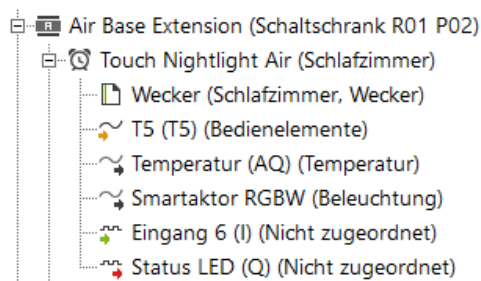 Air Base Extension (Schaltschrank R01 P02)
Touch Nightlight Air (Schlafzimmer)
Wecker (Schlafzimmer, Wecker)
T5 (T5) (Bedienelemente)
Temperatur (AQ) (Temperatur)
Smartaktor RGBW (Beleuchtung)
Eingang 6 (I) (Nicht zugeordnet)
Status LED (Q) (Nicht zugeordnet)